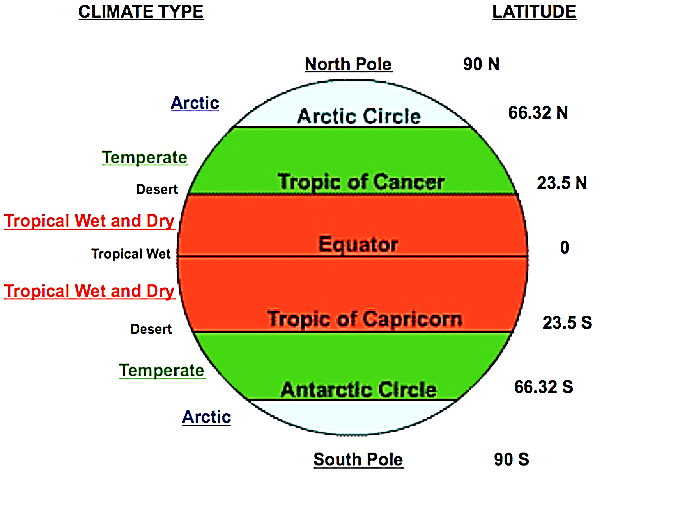 CLIMATE TYPE LATITUDE
North Pole 90 N
Arctic
Arctic Circle 66.32 N
Temperate
Tropic of Cancer 23.5 N
Desert
Tropical Wet and Dry
Equator 0
Tropical Wet
Tropical Wet and Dry
Tropic of Capricorn 23.5 S
Desert
Temperate
Antarctic Circle 66.32 S
Arctic
South Pole 90 S